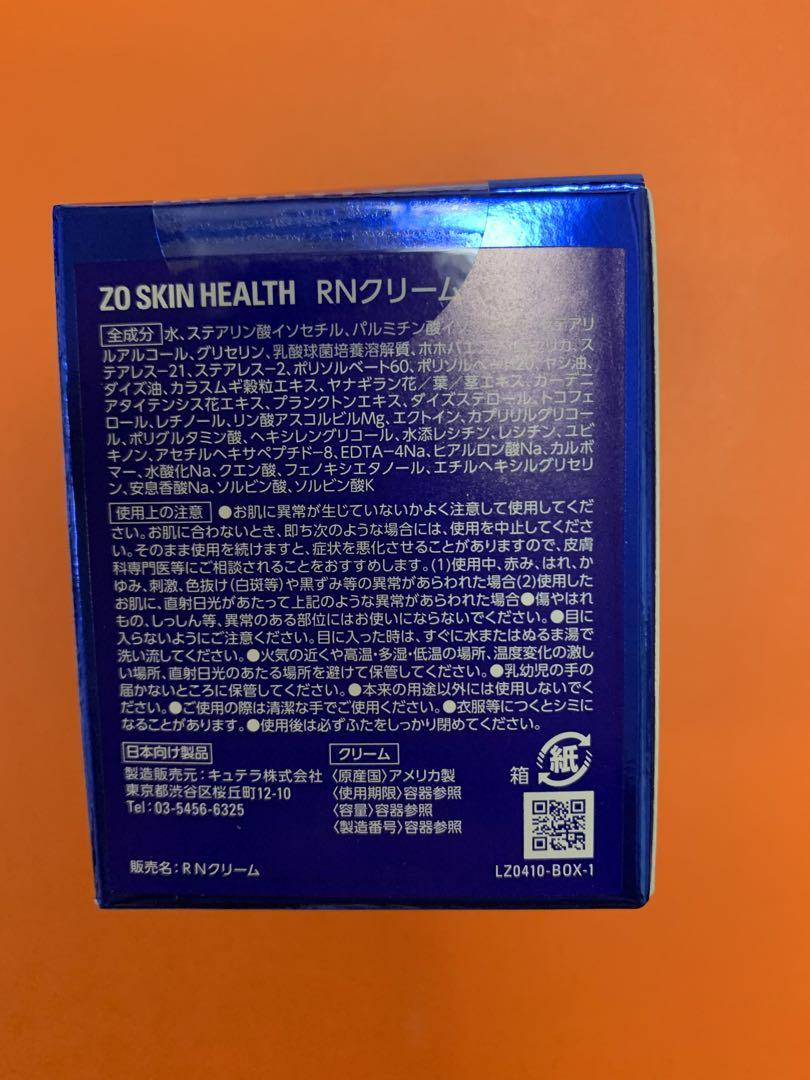 ZO SKIN HEALTH RNクリーム
全成分 水、ステアリン酸イソセチル、パルミチン酸イソ
ルアルコール、グリセリン、乳酸球菌培養溶解質、ホホバエステル、シリカ、ス
テアレス-21、ステアレス-2、ポリソルベート60、ポリソルベート20、ヤシ油、
ダイズ油、カラスムギ穀粒エキス、ヤナギラン花／葉／茎エキス、ガーデニ
アタイテンシス花エキス、プランクトンエキス、ダイズステロール、トコフェ
ロール、レチノール、リン酸アスコルビルMg、エクトイン、カプリリルグリコー
ル、ポリグルタミン酸、ヘキシレングリコール、水添レシチン、レシチン、ユビ
キノン、アセチルヘキサペプチド-8、EDTA-4Na、ヒアルロン酸Na、カルボ
マー、水酸化Na、クエン酸、フェノキシエタノール、エチルヘキシルグリセリ
ン、安息香酸Na、ソルビン酸、ソルビン酸K
使用上の注意 ●お肌に異常が生じていないかよく注意して使用してくだ
さい。お肌に合わないとき、即ち次のような場合には、使用を中止してくださ
い。そのまま使用を続けますと、症状を悪化させることがありますので、皮膚
科専門医等にご相談されることをおすすめします。(1)使用中、赤み、はれ、か
ゆみ、刺激、色抜け(白斑等)や黒ずみ等の異常があらわれた場合(2)使用した
お肌に、直射日光があたって上記のような異常があらわれた場合●傷やはれ
もの、しっしん等、異常のある部位にはお使いにならないでください。●目に
入らないようにご注意ください。目に入った時は、すぐに水またはぬるま湯で
洗い流してください。●火気の近くや高温・多湿・低温の場所、温度変化の激し
い場所、直射日光のあたる場所を避けて保管してください。●乳幼児の手の
届かないところに保管してください。●本来の用途以外には使用しないでく
ださい。●ご使用の際は清潔な手でご使用ください。●衣服等につくとシミに
なることがあります。●使用後は必ずふたをしっかり閉めてください。
日本向け製品
製造販売元：キュテラ株式会社
東京都渋谷区桜丘町12-10
Tel：03-5456-6325
販売名：RNクリーム
クリーム
〈原産国〉アメリカ製
〈使用期限〉容器参照
〈容量〉容器参照
〈製造番号〉容器参照
箱 紙
LZ0410-BOX-1